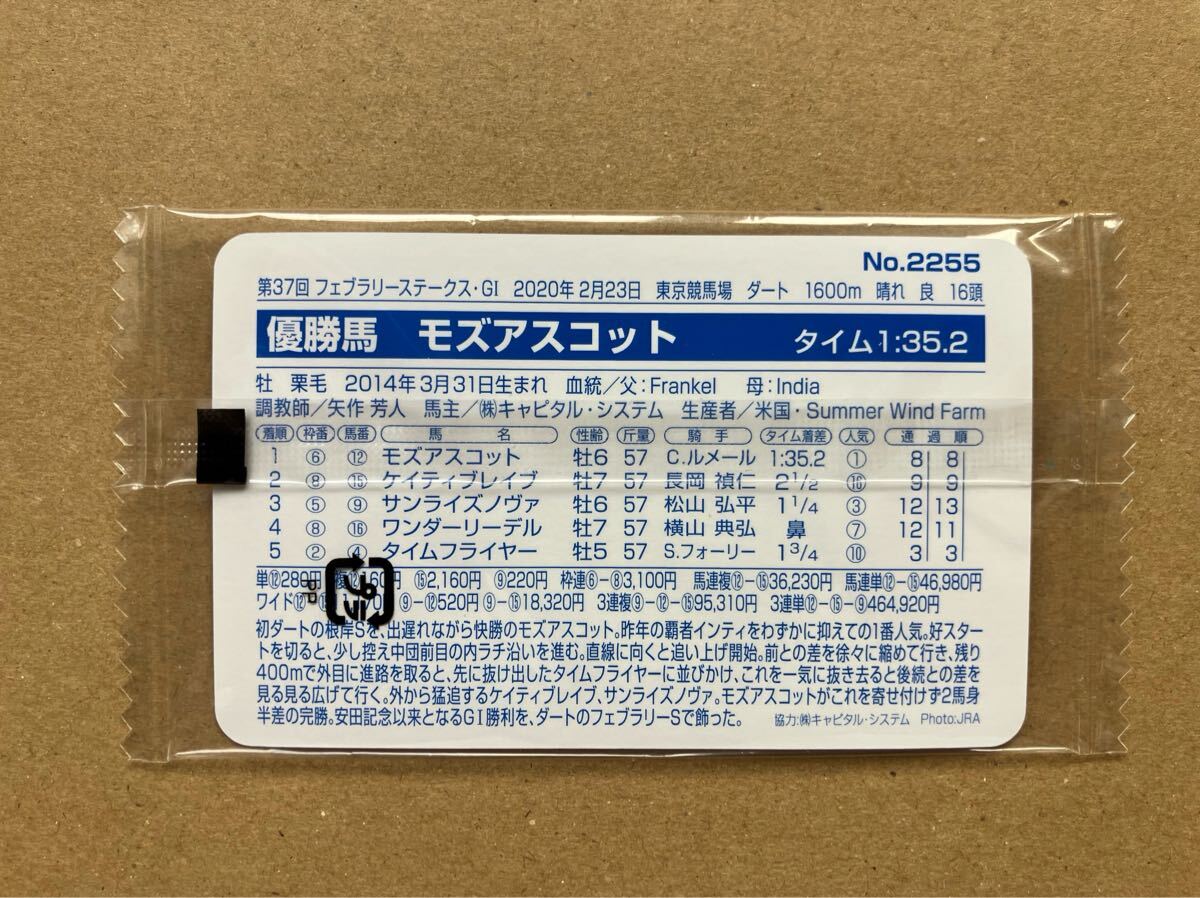 No.2255
第37回 フェブラリーステークス・GI 2020年2月23日 東京競馬場 ダート 1600m 晴れ 良 16頭
優勝馬 モズアスコット タイム1:35.2
牡 栗毛 2014年3月31日生まれ 血統／父:Frankel 母:India
調教師／矢作 芳人 馬主／㈱キャピタル・システム 生産者／米国・Summer Wind Farm
着順 枠番 馬番 馬名 性齢 斤量 騎手 タイム着差 人気 通過順
1 ⑥ ⑫ モズアスコット 牡6 57 C.ルメール 1:35.2 ① 8 8
2 ⑧ ⑮ ケイティブレイブ 牡7 57 長岡 禎仁 2 1/2 ⑯ 9 9
3 ⑤ ⑨ サンライズノヴァ 牡6 57 松山 弘平 1 1/4 ③ 12 13
4 ⑧ ⑯ ワンダーリーデル 牡7 57 横山 典弘 鼻 ⑦ 12 11
5 ② ④ タイムフライヤー 牡5 57 S.フォーリー 1 3/4 ⑩ 3 3
単⑫280円 複⑫160円 ⑮2,160円 ⑨220円 枠連⑥-⑧3,100円 馬連複⑫-⑮36,230円 馬連単⑫-⑮46,980円
ワイド⑫ ⑨-⑫520円 ⑨-⑮18,320円 3連複⑨-⑫-⑮95,310円 3連単⑫-⑮-⑨464,920円
プラ
PP
初ダートの根岸Sを、出遅れながら快勝のモズアスコット。昨年の覇者インティをわずかに抑えての1番人気。好スタート
を切ると、少し控え中団前目の内ラチ沿いを進む。直線に向くと追い上げ開始。前との差を徐々に縮めて行き、残り
400mで外目に進路を取ると、先に抜け出したタイムフライヤーに並びかけ、これを一気に抜き去ると後続との差を
見る見る広げて行く。外から猛追するケイティブレイブ、サンライズノヴァ。モズアスコットがこれを寄せ付けず2馬身
半差の完勝。安田記念以来となるGI勝利を、ダートのフェブラリーSで飾った。 協力:㈱キャピタル・システム Photo:JRA